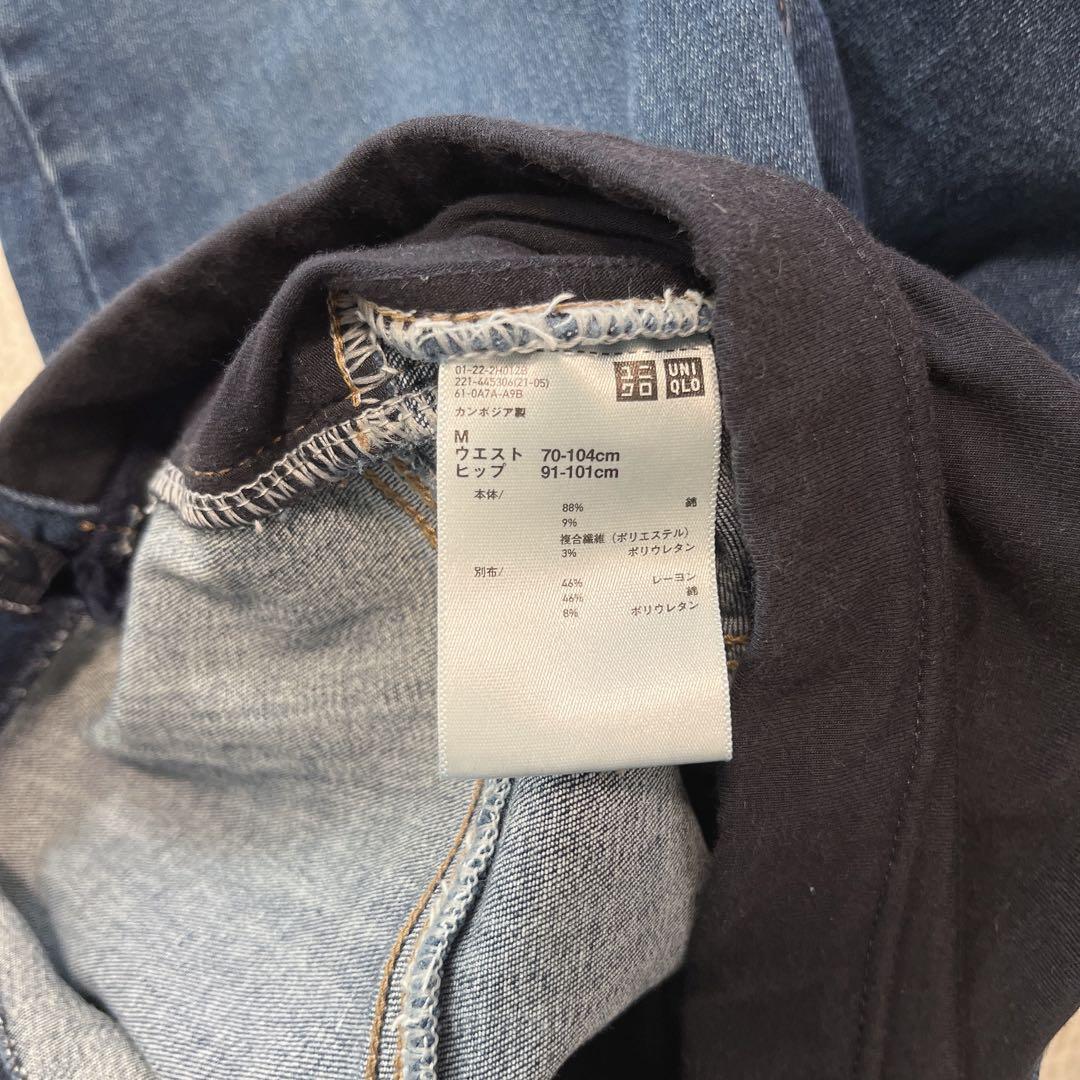 01-22-2H012B
221-445306(21-05)
61-0A7A-A9B
カンボジア製
ユニ
クロ
UNI
QLO
M
ウエスト 70-104cm
ヒップ 91-101cm
本体/
88% 綿
9%
複合繊維(ポリエステル)
3% ポリウレタン
別布/
46% レーヨン
46% 綿
8% ポリウレタン